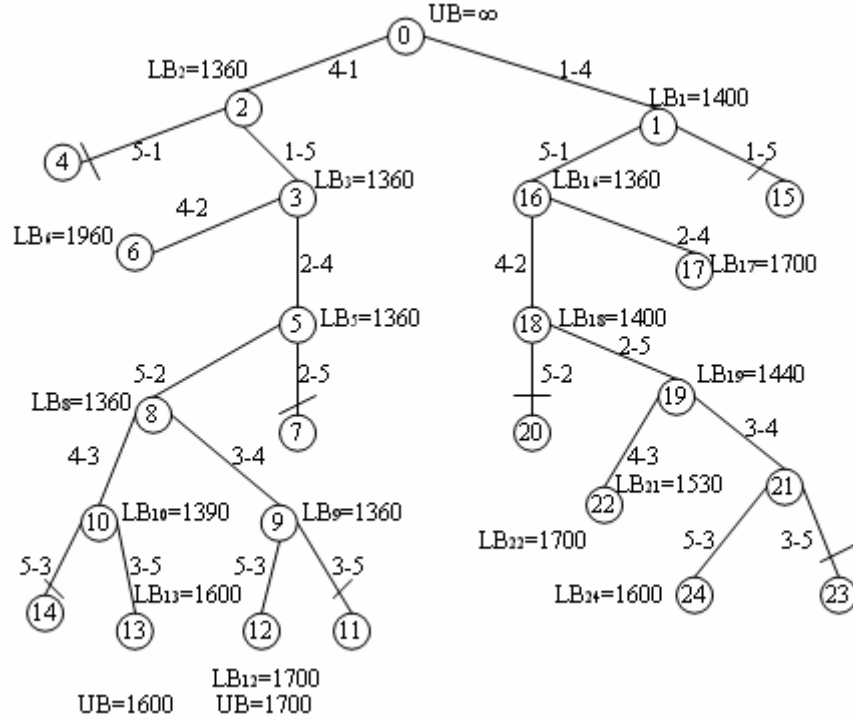 UB=∞
0
LB2=1360
4-1
1-4
LB1=1400
2
1
4
5-1
1-5
5-1
1-5
LB3=1360
LB16=1360
3
16
15
4-2
LB6=1960
6
2-4
4-2
2-4
17
LB17=1700
5
LB5=1360
18
LB18=1400
5-2
2-5
5-2
2-5
LB19=1440
LB8=1360
8
7
20
19
4-3
3-4
4-3
3-4
LB21=1530
21
10
LB10=1390
9
LB9=1360
22
LB22=1700
5-3
3-5
5-3
3-5
5-3
3-5
LB13=1600
LB24=1600
24
23
14
13
12
11
LB12=1700
UB=1600
UB=1700